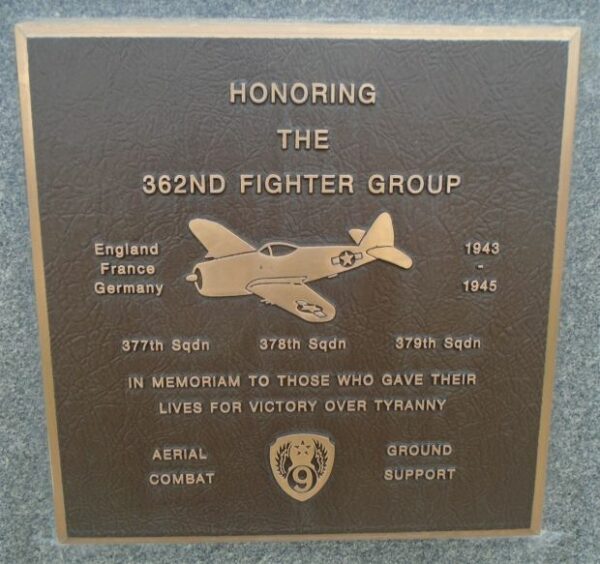 HONORING
THE
362ND FIGHTER GROUP
England
France
Germany
1943
-
1945
377th Sqdn 378th Sqdn 379th Sqdn
IN MEMORIAM TO THOSE WHO GAVE THEIR
LIVES FOR VICTORY OVER TYRANNY
AERIAL
COMBAT
9
GROUND
SUPPORT